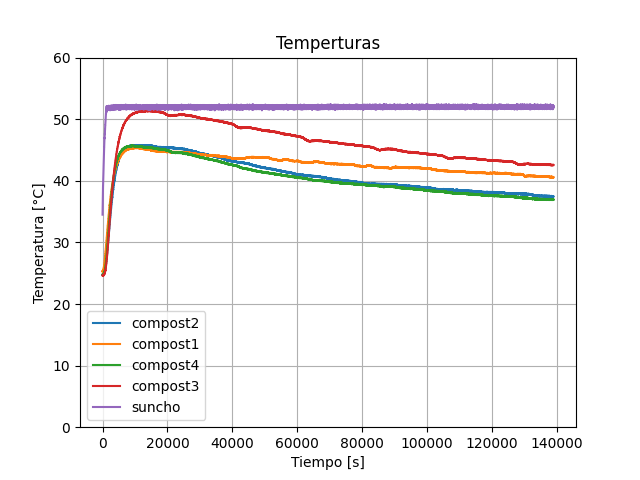 Temperturas
Temperatura [°C]
60
50
40
30
20
10
0
compost2
compost1
compost4
compost3
suncho
0 20000 40000 60000 80000 100000 120000 140000
Tiempo [s]